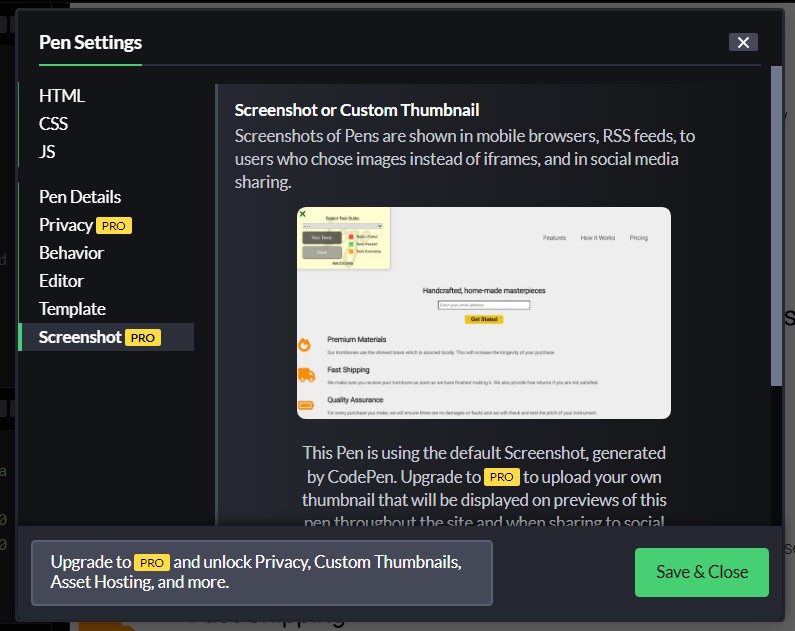 Pen Settings
HTML
CSS
JS
Pen Details
Privacy PRO
Behavior
Editor
Template
Screenshot PRO
Screenshot or Custom Thumbnail
Screenshots of Pens are shown in mobile browsers, RSS feeds, to
users who chose images instead of iframes, and in social media
sharing.
Select Test Suite:
Run Tests
Features How It Works Pricing
Handcrafted, home-made masterpieces
Enter your email address
Get Started
Premium Materials
Our trombones use the shiniest brass which is sourced locally. This will increase the longevity of your purchase.
Fast Shipping
We make sure you recieve your trombone as soon as we have finished making it. We also provide free returns if you are not satisfied.
Quality Assurance
For every purchase you make, we will ensure there are no damages or faults and we will check and test the pitch of your instrument.
This Pen is using the default Screenshot, generated
by CodePen. Upgrade to PRO to upload your own
thumbnail that will be displayed on previews of this
pen throughout the site and when sharing to social
Upgrade to PRO and unlock Privacy, Custom Thumbnails,
Asset Hosting, and more.
Save & Close